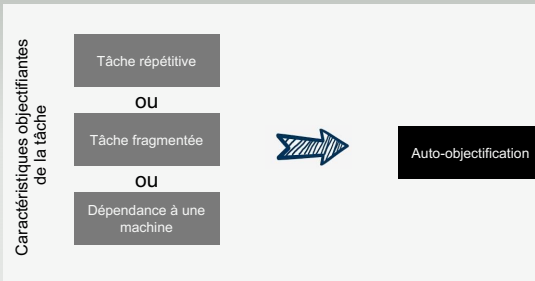 Caractéristiques objectifiantes
de la tâche
Tâche répétitive
ou
Tâche fragmentée
ou
Dépendance à une
machine
Auto-objectification